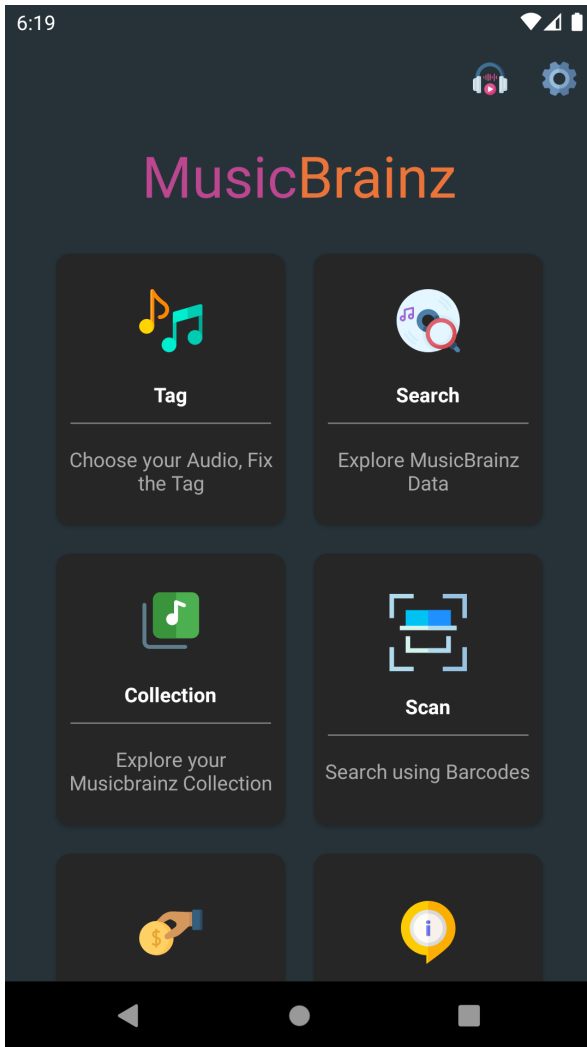 6:19
MusicBrainz
Tag
Choose your Audio, Fix
the Tag
Search
Explore MusicBrainz
Data
Collection
Explore your
Musicbrainz Collection
Scan
Search using Barcodes
$
i